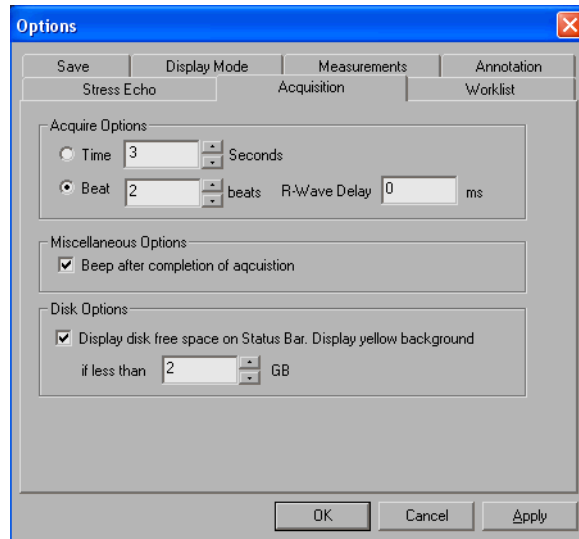 Options
Save Display Mode Measurements Annotation
Stress Echo Acquisition Worklist
Acquire Options
Time 3 Seconds
Beat 2 beats R-Wave Delay 0 ms
Miscellaneous Options
Beep after completion of aqcuistion
Disk Options
Display disk free space on Status Bar. Display yellow background
if less than 2 GB
OK Cancel Apply